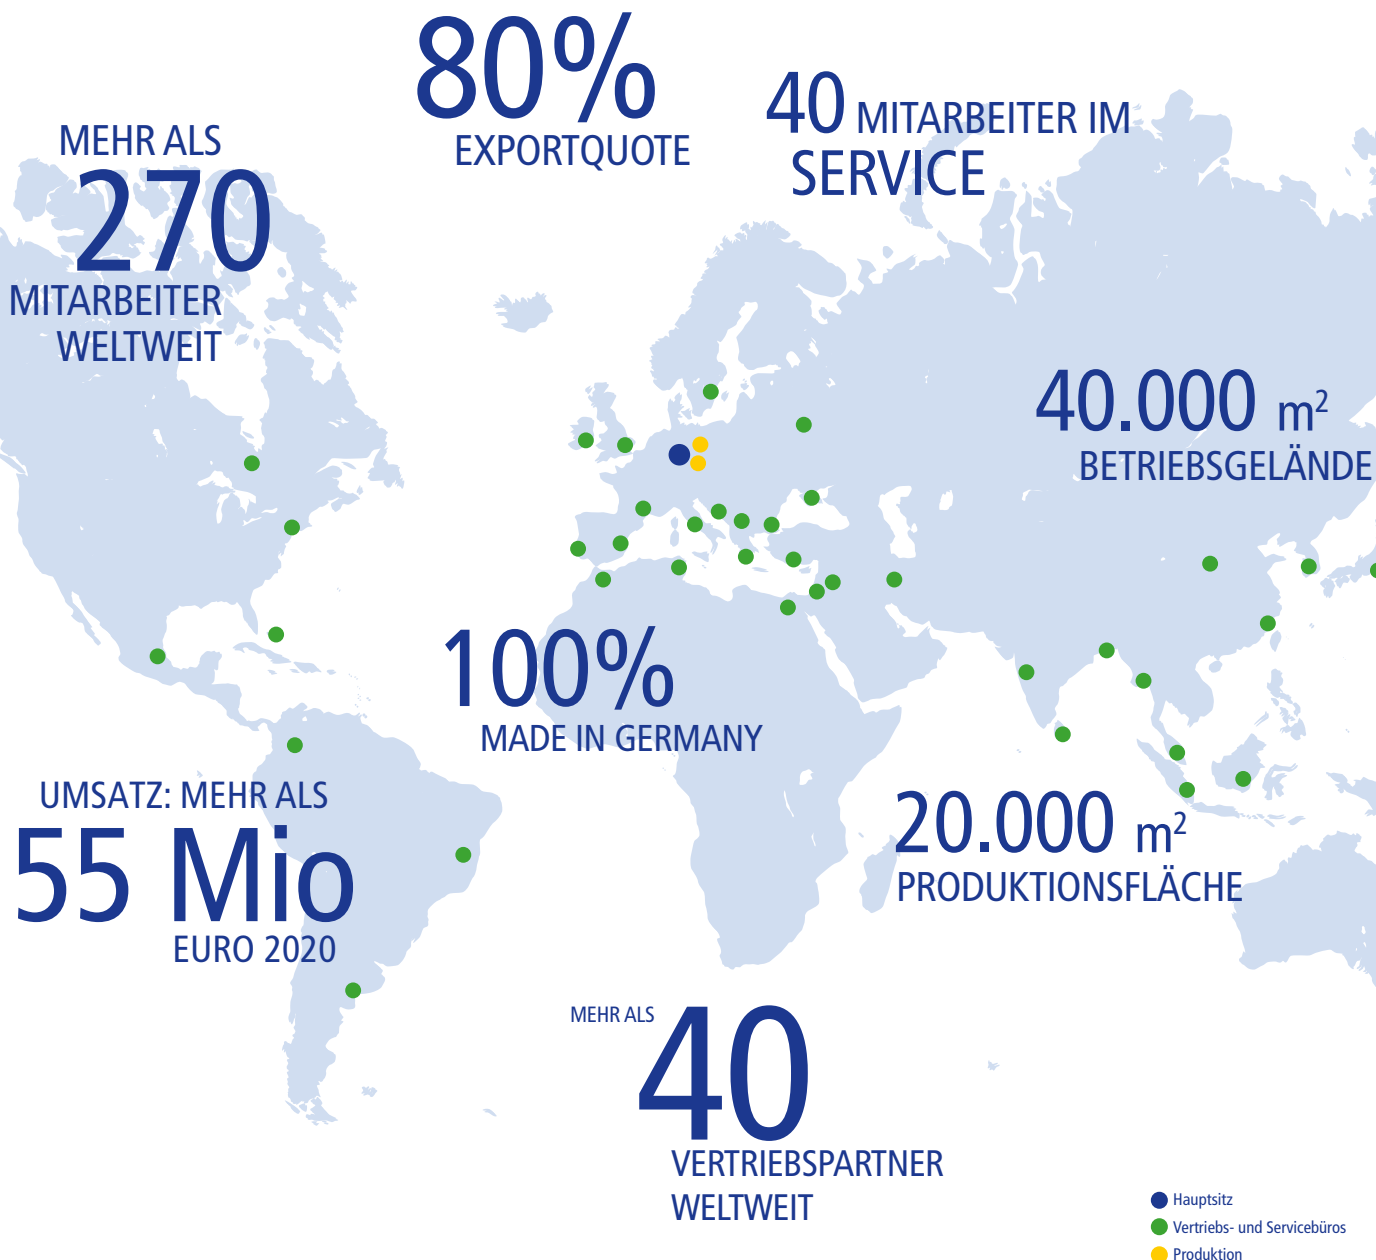 80%
EXPORTQUOTE
40 MITARBEITER IM
SERVICE
MEHR ALS
270
MITARBEITER
WELTWEIT
40.000 m²
BETRIEBSGELÄNDE
100%
MADE IN GERMANY
UMSATZ: MEHR ALS
55 Mio
EURO 2020
20.000 m²
PRODUKTIONSFLÄCHE
MEHR ALS
40
VERTRIEBSPARTNER
WELTWEIT
Hauptsitz
Vertriebs- und Servicebüros
Produktion